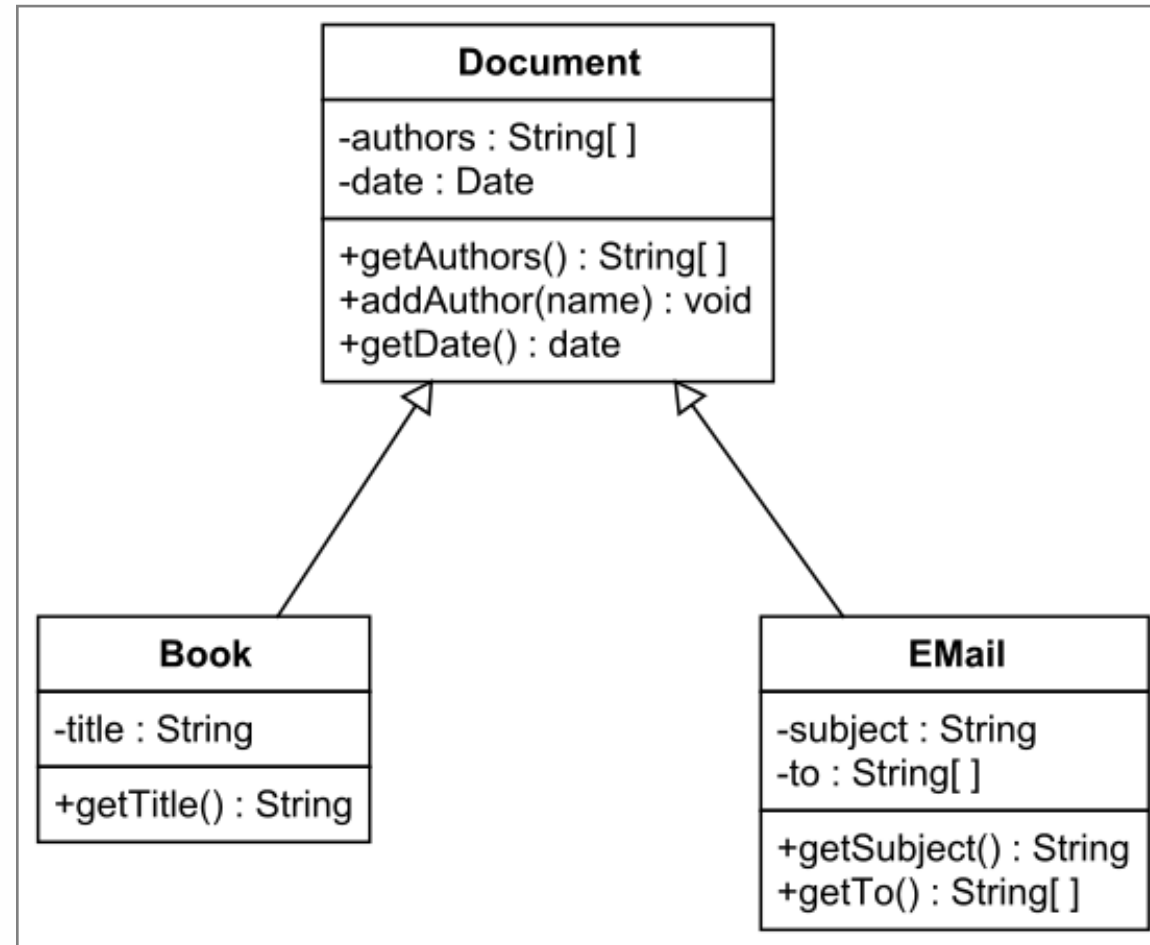 Document
-authors : String[ ]
-date : Date
+getAuthors() : String[ ]
+addAuthor(name) : void
+getDate() : date
Book
-title : String
+getTitle() : String
EMail
-subject : String
-to : String[ ]
+getSubject() : String
+getTo() : String[ ]